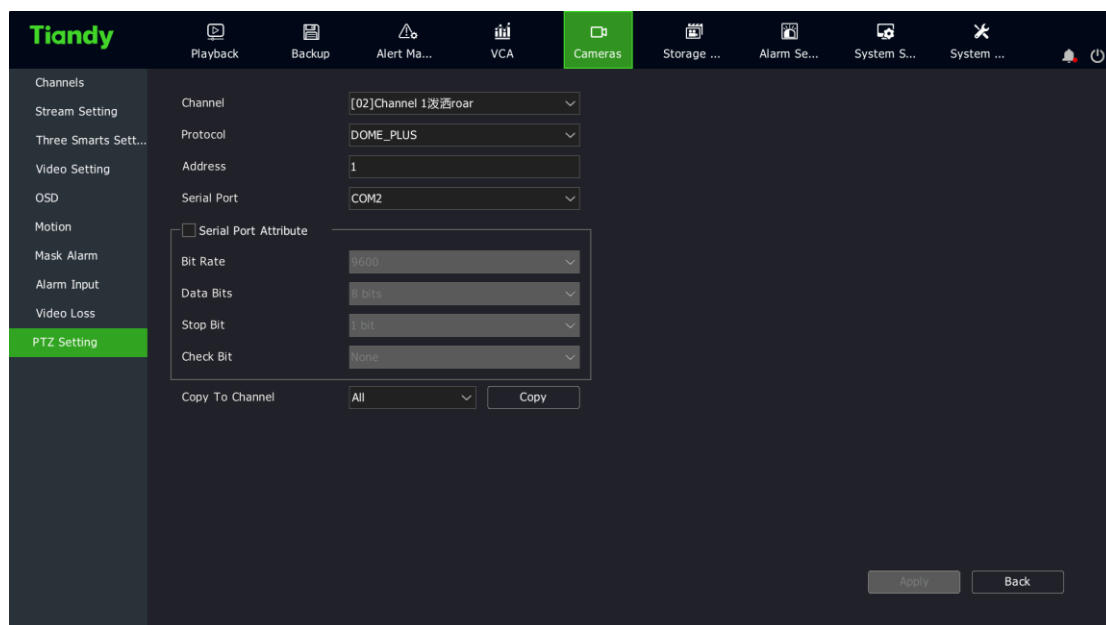 Tiandy
Playback
Backup
Alert Ma...
VCA
Cameras
Storage ...
Alarm Se...
System S...
System ...
Channels
Stream Setting
Three Smarts Sett...
Video Setting
OSD
Motion
Mask Alarm
Alarm Input
Video Loss
PTZ Setting
Channel [02]Channel 1泼洒roar
Protocol DOME_PLUS
Address 1
Serial Port COM2
Serial Port Attribute
Bit Rate 9600
Data Bits 8 bits
Stop Bit 1 bit
Check Bit None
Copy To Channel All Copy
Apply Back